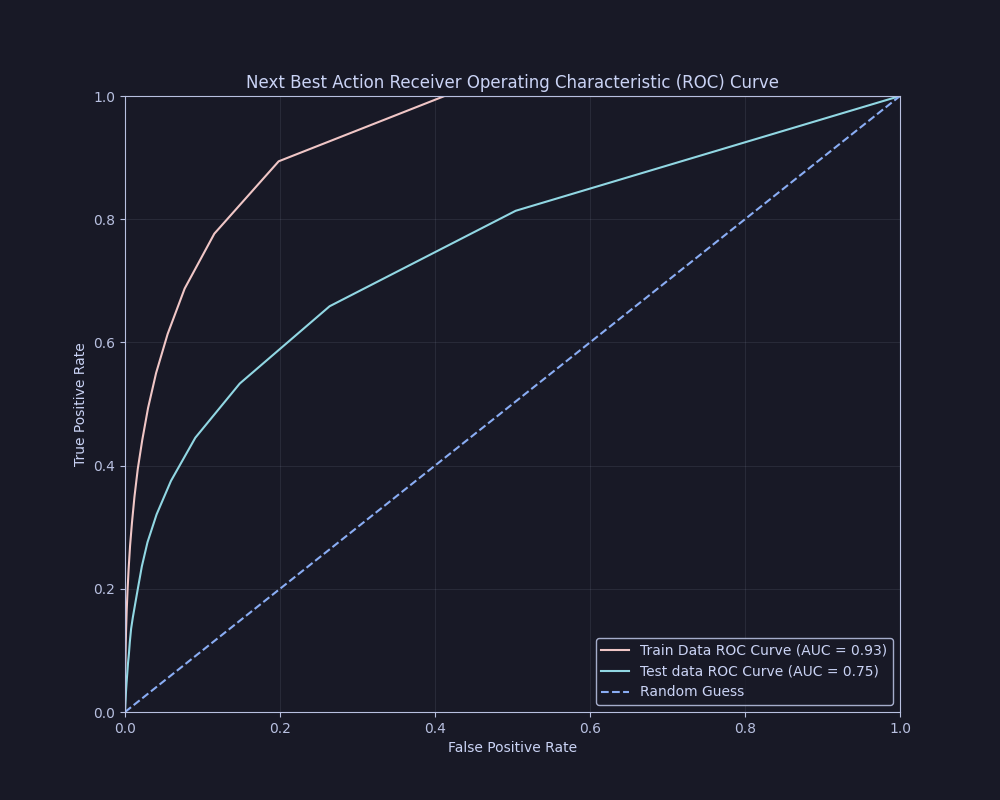 Next Best Action Receiver Operating Characteristic (ROC) Curve
1.0
0.8
0.6
0.4
0.2
0.0
True Positive Rate
0.0 0.2 0.4 0.6 0.8 1.0
False Positive Rate
Train Data ROC Curve (AUC = 0.93)
Test data ROC Curve (AUC = 0.75)
Random Guess